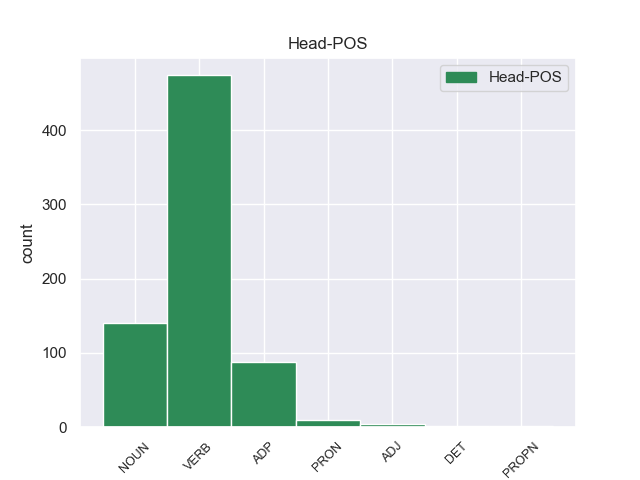 Head-POS
Head-POS
count
400
300
200
100
0
NOUN VERB ADP PRON ADJ DET PROPN